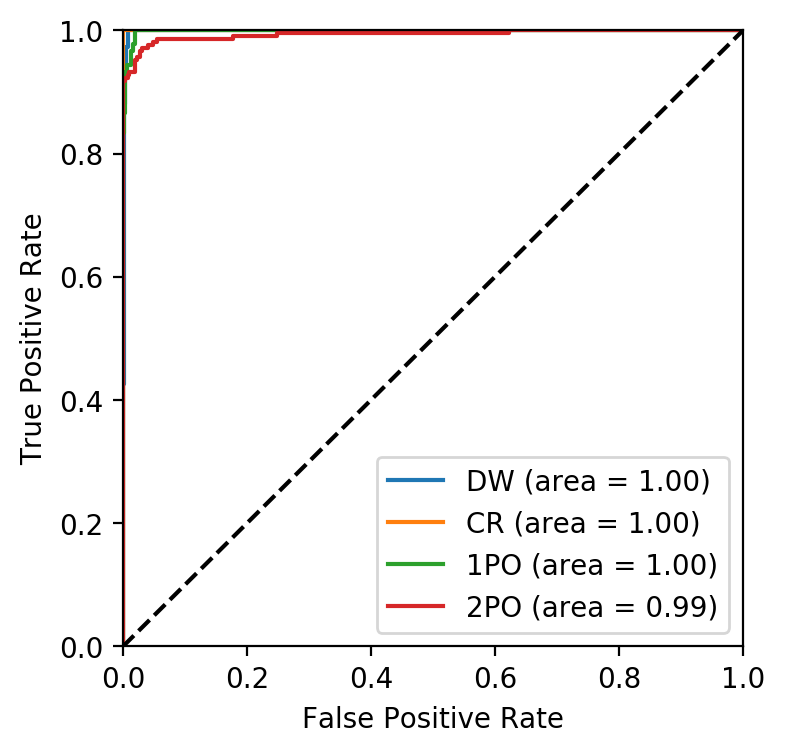 1.0
0.8
0.6
0.4
0.2
0.0
True Positive Rate
DW (area = 1.00)
CR (area = 1.00)
1PO (area = 1.00)
2PO (area = 0.99)
0.0 0.2 0.4 0.6 0.8 1.0
False Positive Rate